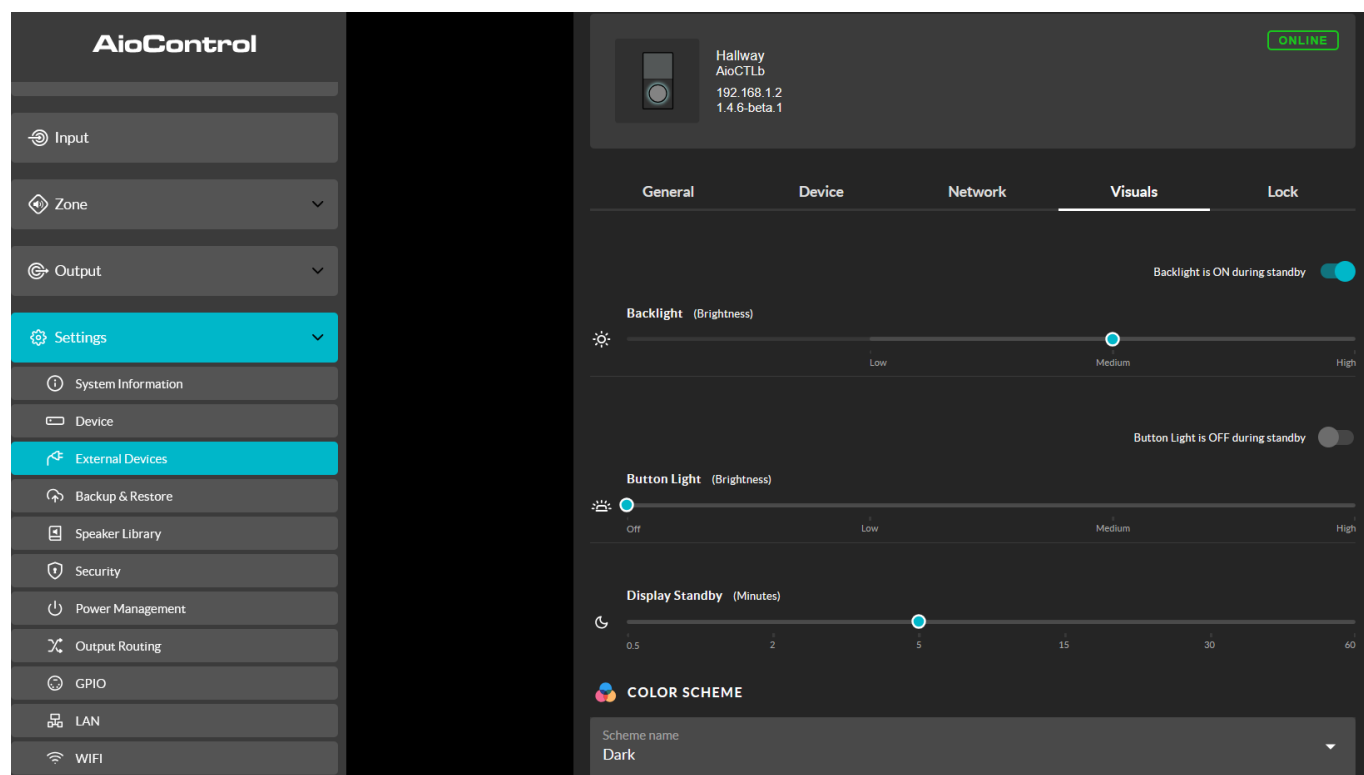 AioControl
Input
Zone
Output
Settings
System Information
Device
External Devices
Backup & Restore
Speaker Library
Security
Power Management
Output Routing
GPIO
LAN
WIFI
Hallway
AioCTLb
192.168.1.2
1.4.6-beta.1
ONLINE
General Device Network Visuals Lock
Backlight is ON during standby
Backlight (Brightness)
Low Medium High
Button Light is OFF during standby
Button Light (Brightness)
Off Low Medium High
Display Standby (Minutes)
0.5 2 5 15 30 60
COLOR SCHEME
Scheme name
Dark